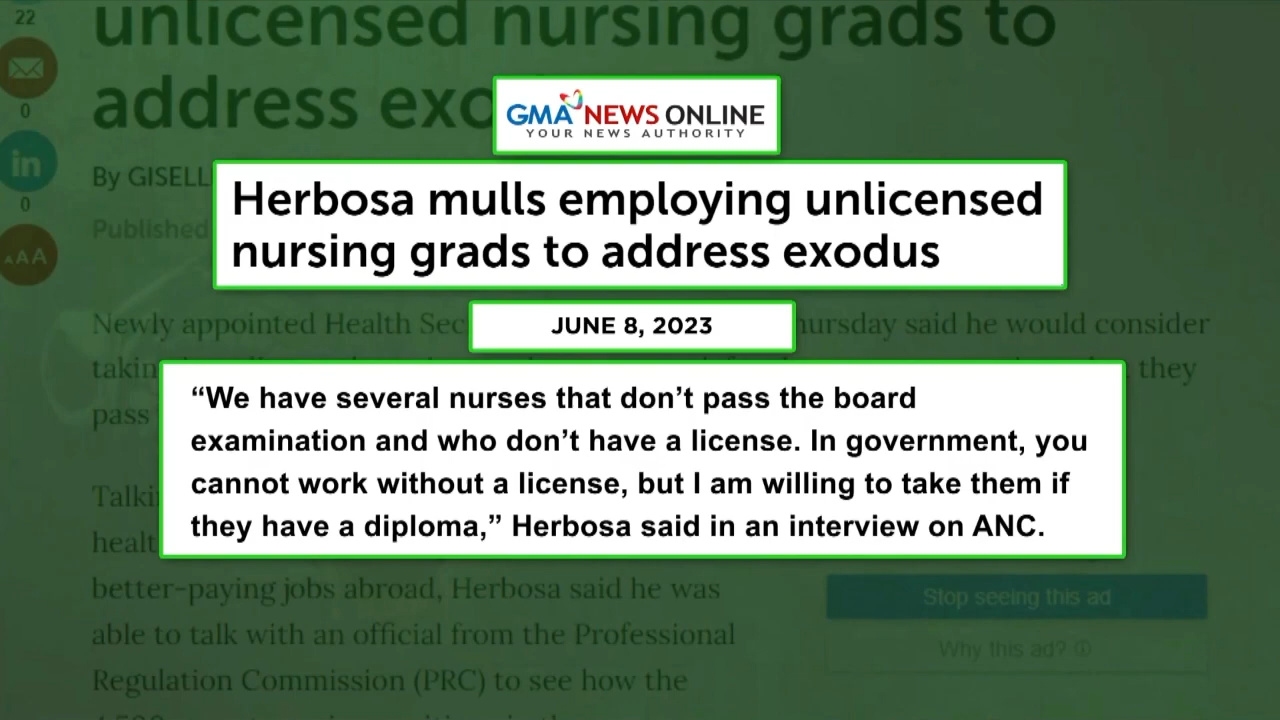 22
unlicensed nursing grads to
address exo
GMA NEWS ONLINE
YOUR NEWS AUTHORITY
0
in
By GISELL
Herbosa mulls employing unlicensed
nursing grads to address exodus
0
Published
AAA
JUNE 8, 2023
Newly appointed Health Sec hursday said he would consider
takin they
pass
“We have several nurses that don’t pass the board
examination and who don’t have a license. In government, you
cannot work without a license, but I am willing to take them if
they have a diploma,” Herbosa said in an interview on ANC.
Talki
healt
better-paying jobs abroad, Herbosa said he was
able to talk with an official from the Professional
Regulation Commission (PRC) to see how the
Stop seeing this ad
Why this ad?